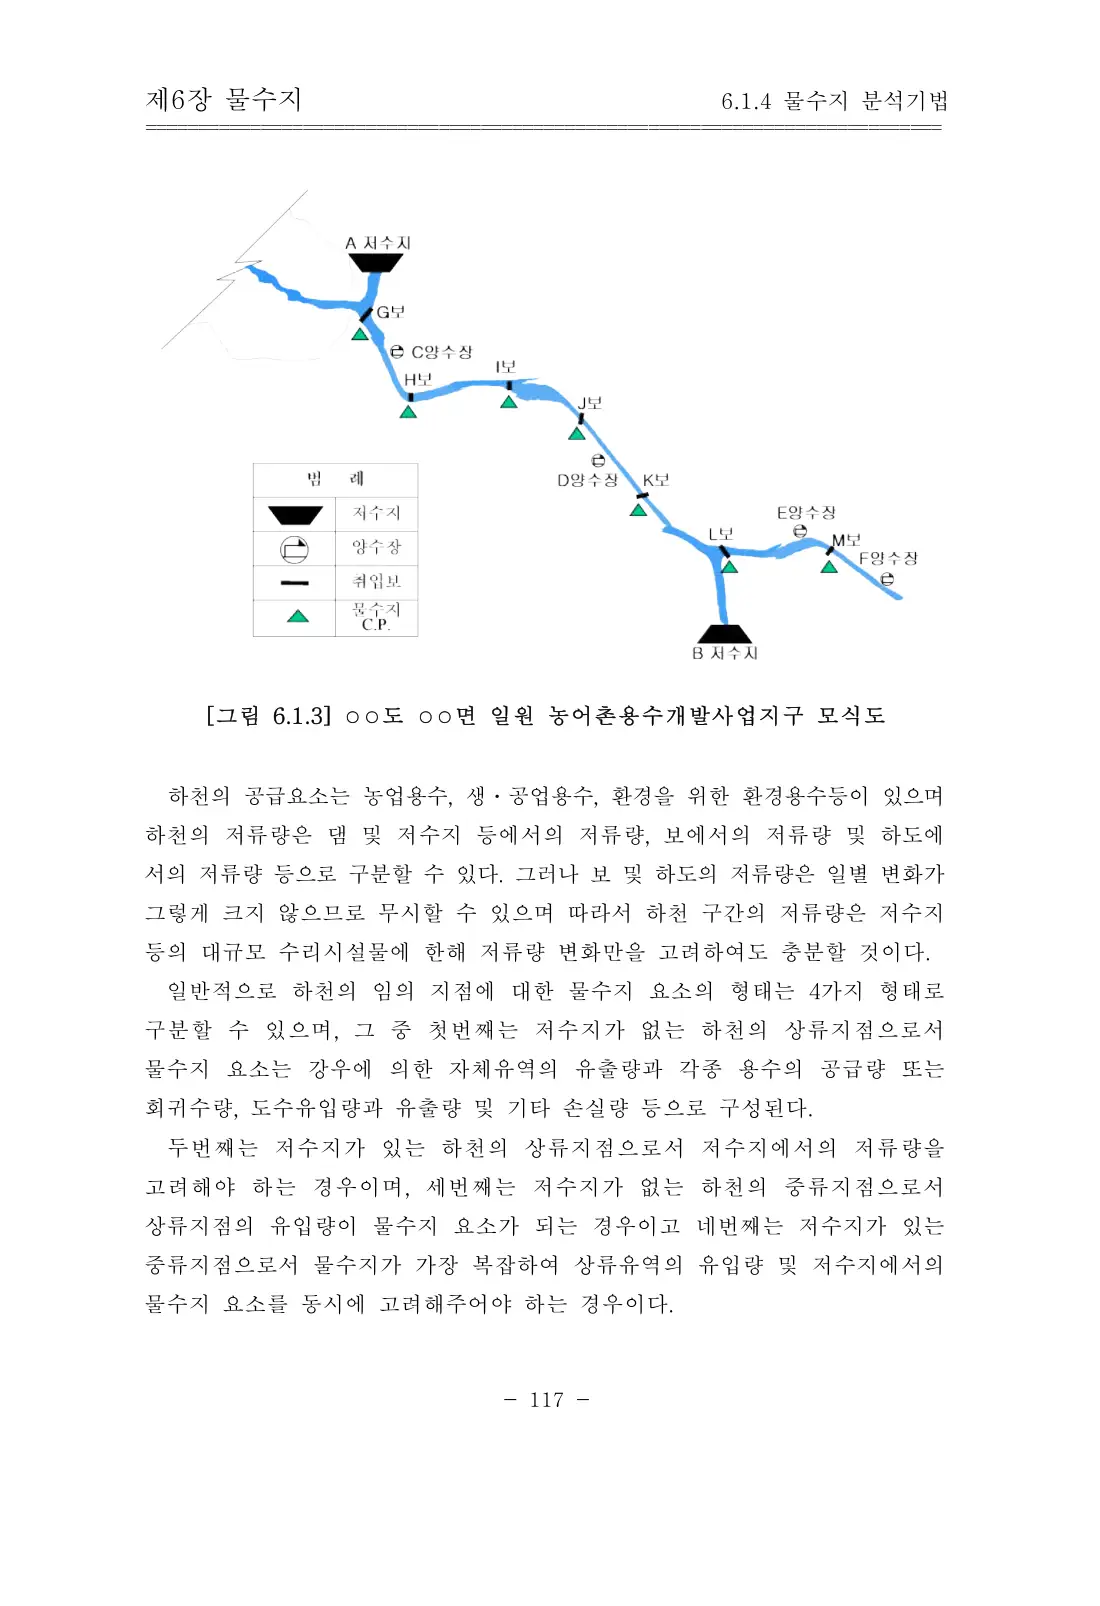 제6장 물수지
6.1.4 물수지 분석기법
A 저수지
G보
C양수장
I보
H보
J보
D양수장
K보
E양수장
L보
M보
F양수장
B 저수지
범 례
저수지
양수장
취입보
물수지
C.P.
[그림 6.1.3] ○○도 ○○면 일원 농어촌용수개발사업지구 모식도
하천의 공급요소는 농업용수, 생·공업용수, 환경을 위한 환경용수등이 있으며
하천의 저류량은 댐 및 저수지 등에서의 저류량, 보에서의 저류량 및 하도에
서의 저류량 등으로 구분할 수 있다. 그러나 보 및 하도의 저류량은 일별 변화가
그렇게 크지 않으므로 무시할 수 있으며 따라서 하천 구간의 저류량은 저수지
등의 대규모 수리시설물에 한해 저류량 변화만을 고려하여도 충분할 것이다.
일반적으로 하천의 임의 지점에 대한 물수지 요소의 형태는 4가지 형태로
구분할 수 있으며, 그 중 첫번째는 저수지가 없는 하천의 상류지점으로서
물수지 요소는 강우에 의한 자체유역의 유출량과 각종 용수의 공급량 또는
회귀수량, 도수유입량과 유출량 및 기타 손실량 등으로 구성된다.
두번째는 저수지가 있는 하천의 상류지점으로서 저수지에서의 저류량을
고려해야 하는 경우이며, 세번째는 저수지가 없는 하천의 중류지점으로서
상류지점의 유입량이 물수지 요소가 되는 경우이고 네번째는 저수지가 있는
중류지점으로서 물수지가 가장 복잡하여 상류유역의 유입량 및 저수지에서의
물수지 요소를 동시에 고려해주어야 하는 경우이다.
- 117 -